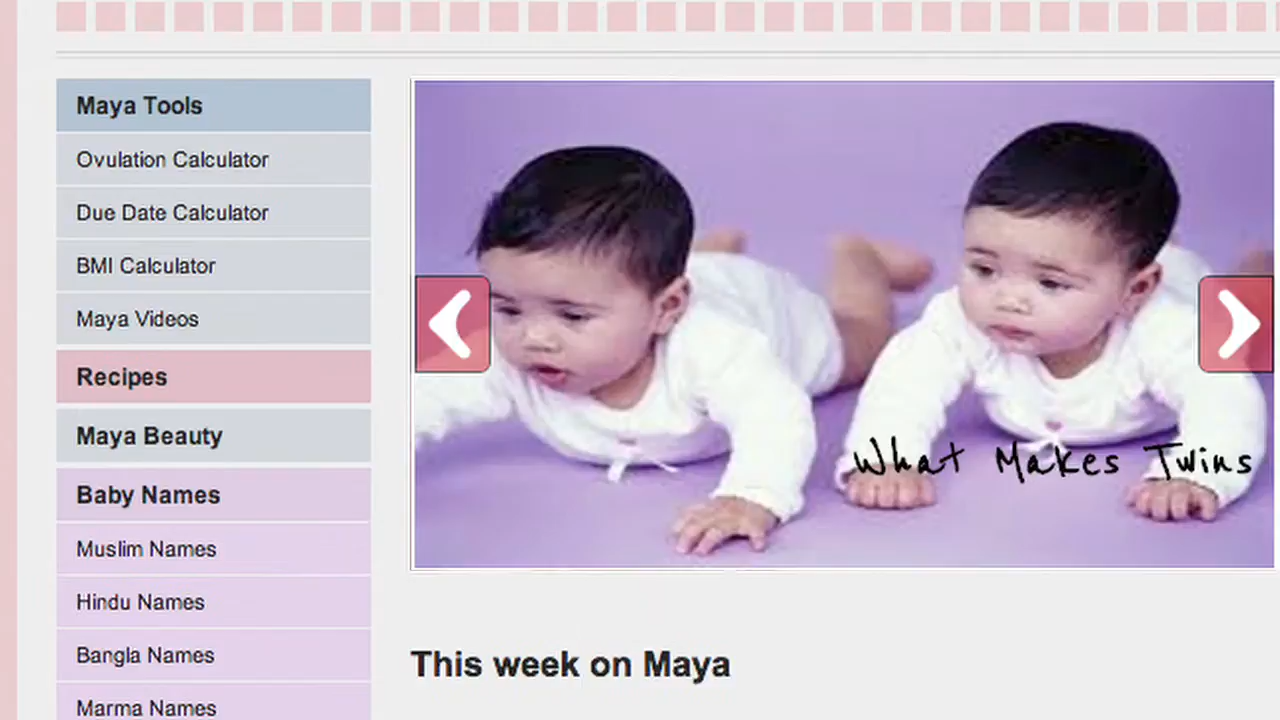 Maya Tools
Ovulation Calculator
Due Date Calculator
BMI Calculator
Maya Videos
Recipes
Maya Beauty
Baby Names
Muslim Names
Hindu Names
Bangla Names
Marma Names
What Makes Twins
This week on Maya